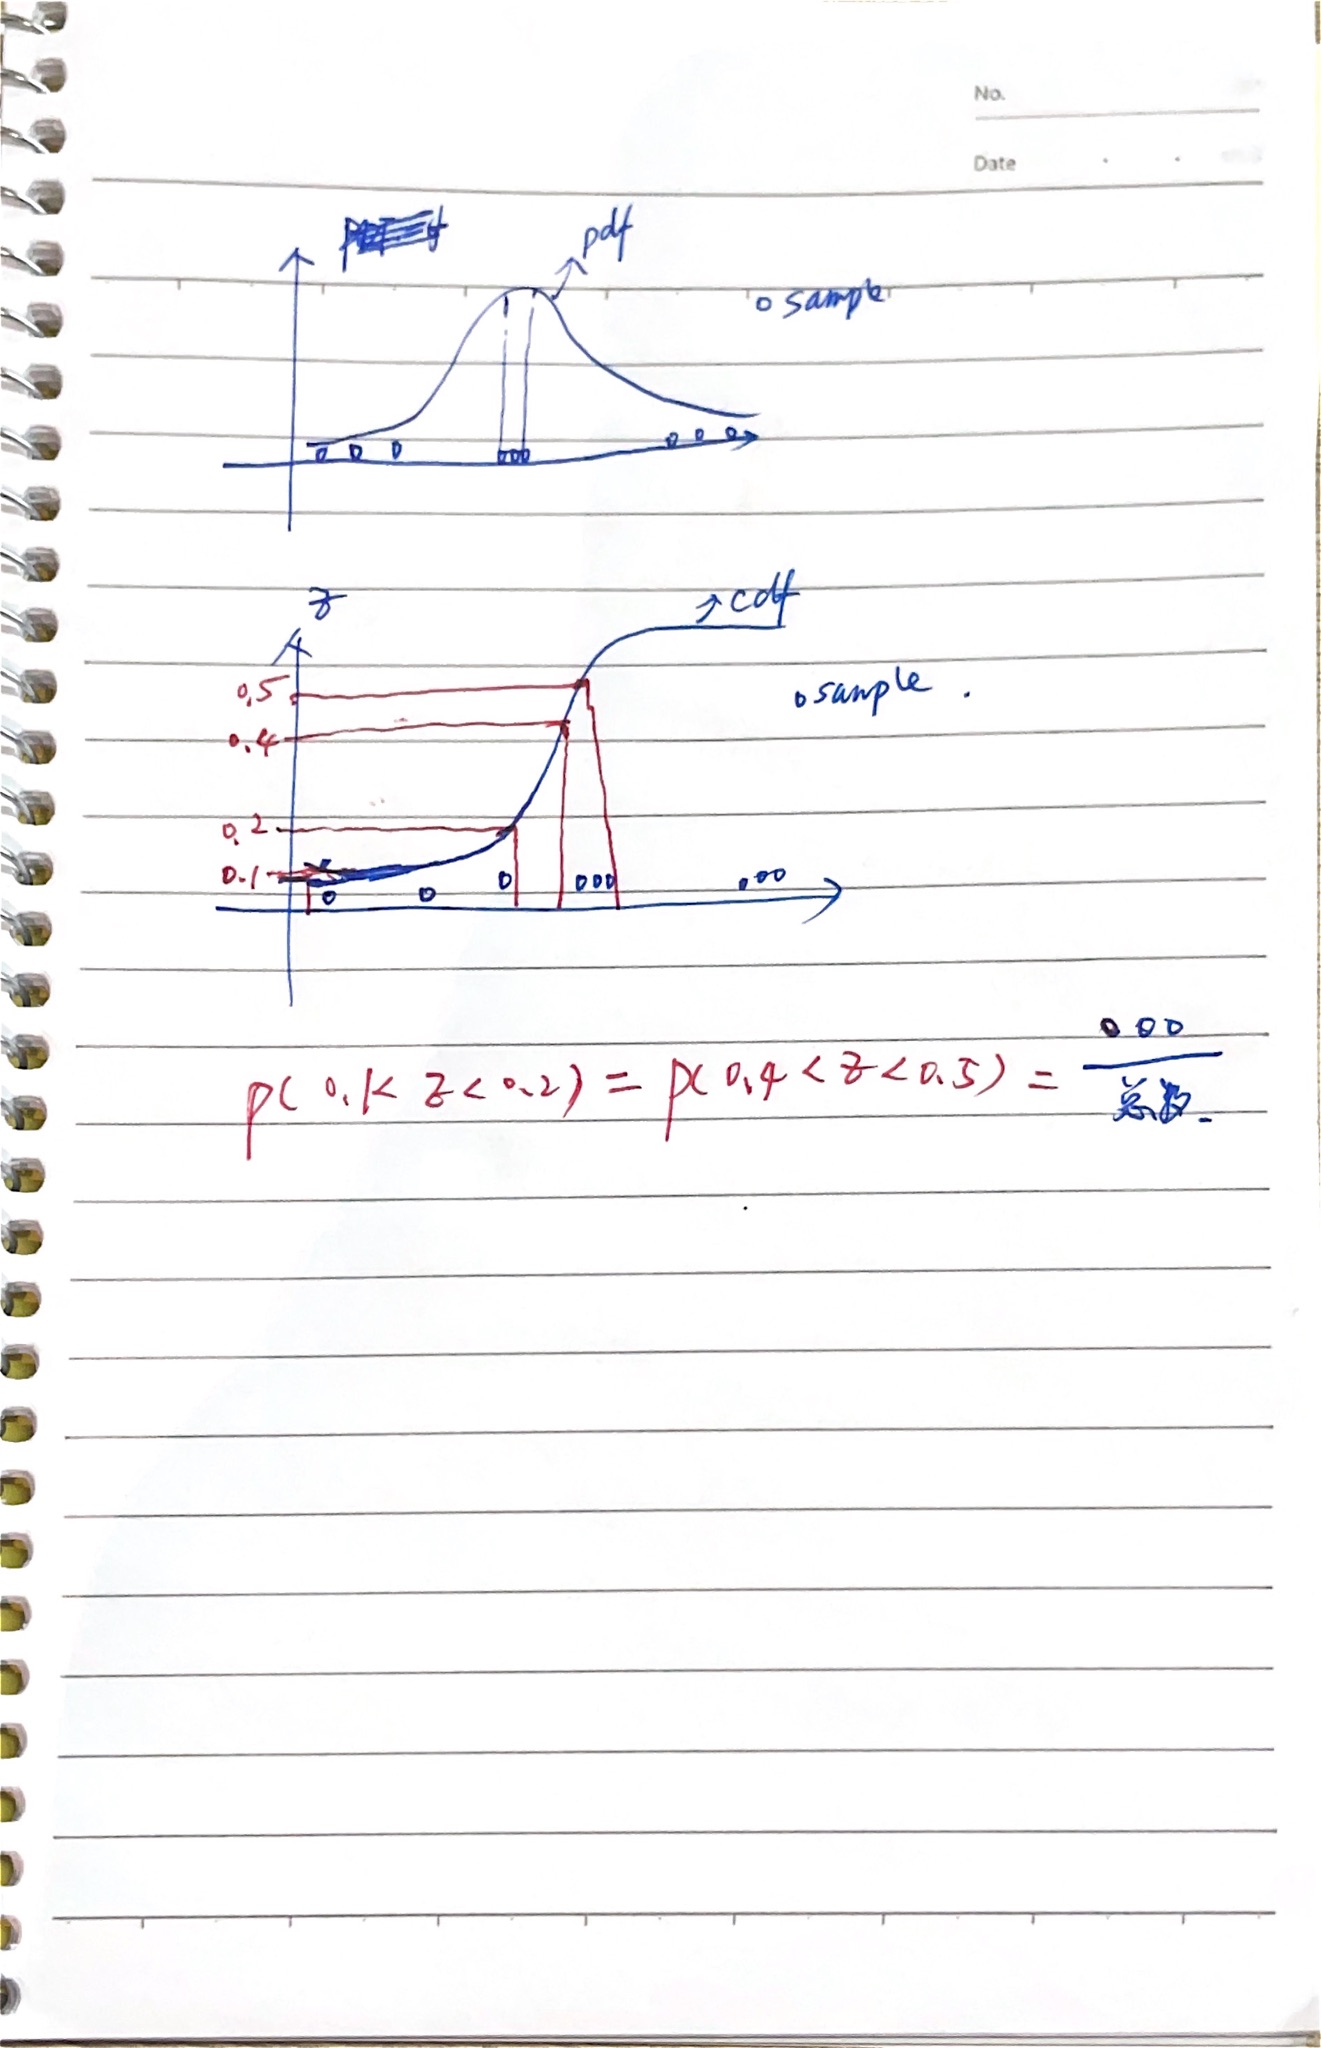 No.
Date
pdf
o sample
z
cdf
0.5
o sample .
0.4
0.2
0.1
p( 0.1< z < 0.2) = p( 0.4 < z < 0.5) = ooo / 总数.